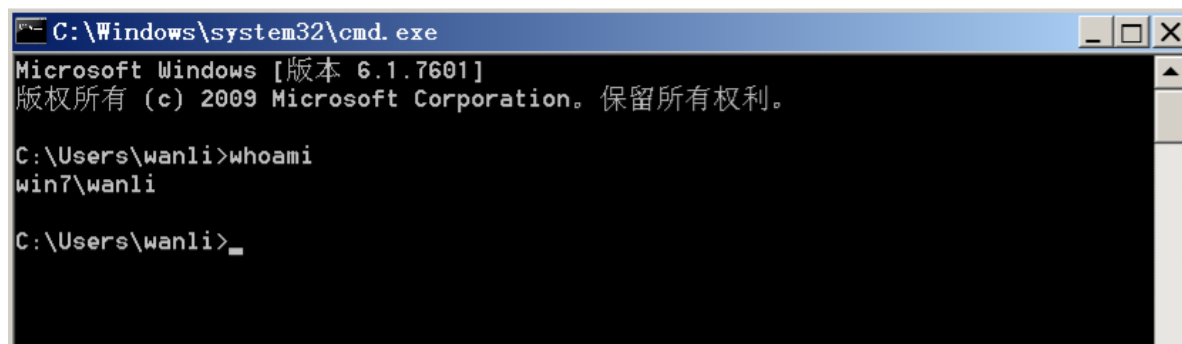 C:\Windows\system32\cmd.exe
Microsoft Windows [版本 6.1.7601]
版权所有 (c) 2009 Microsoft Corporation。保留所有权利。
C:\Users\wanli>whoami
win7\wanli
C:\Users\wanli>_